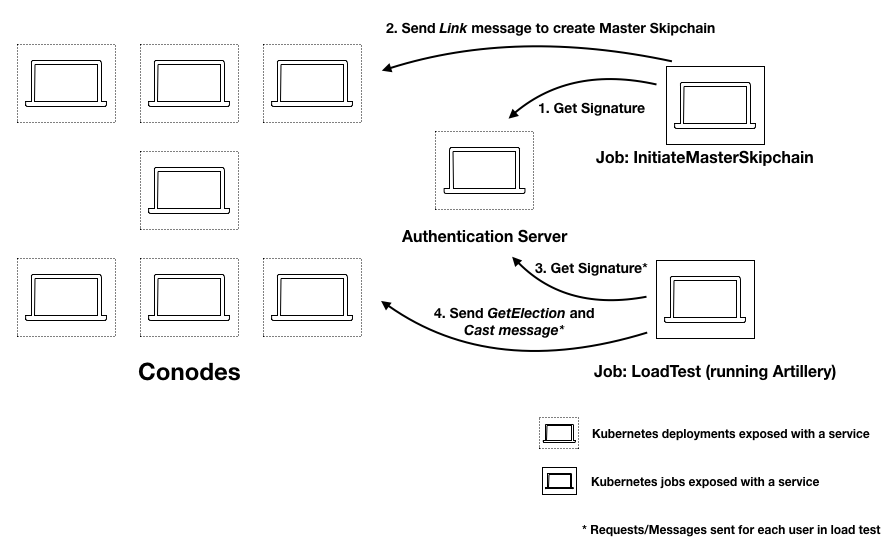 2. Send Link message to create Master Skipchain
1. Get Signature
Job: InitiateMasterSkipchain
Authentication Server
3. Get Signature*
4. Send GetElection and
Cast message*
Conodes
Job: LoadTest (running Artillery)
Kubernetes deployments exposed with a service
Kubernetes jobs exposed with a service
* Requests/Messages sent for each user in load test